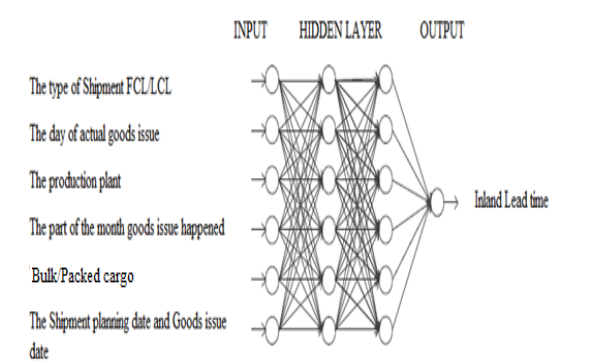 INPUT HIDDEN LAYER OUTPUT
The type of Shipment FCL/LCL
The day of actual goods issue
The production plant
Inland Lead time
The part of the month goods issue happened
Bulk/Packed cargo
The Shipment planning date and Goods issue
date